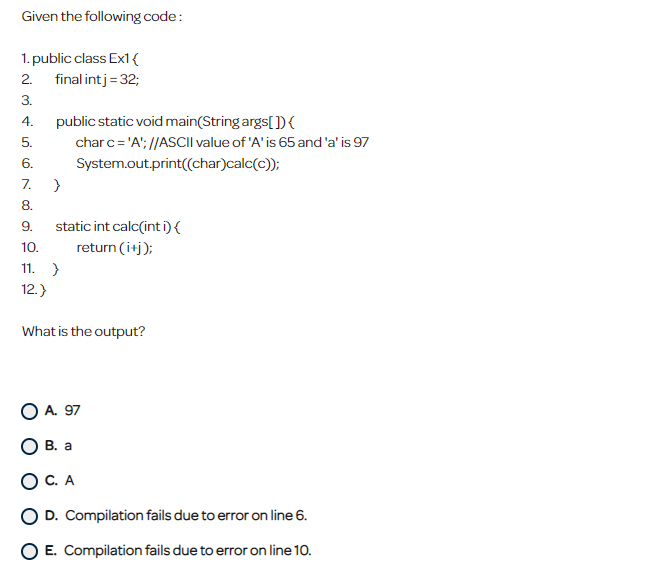 Given the following code :
1. public class Ex1 {
2. final int j = 32;
3.
4. public static void main(String args[ ]) {
5. char c = 'A'; //ASCII value of 'A' is 65 and 'a' is 97
6. System.out.print((char)calc(c));
7. }
8.
9. static int calc(int i) {
10. return ( i+j );
11. }
12. }
What is the output?
A. 97
B. a
C. A
D. Compilation fails due to error on line 6.
E. Compilation fails due to error on line 10.